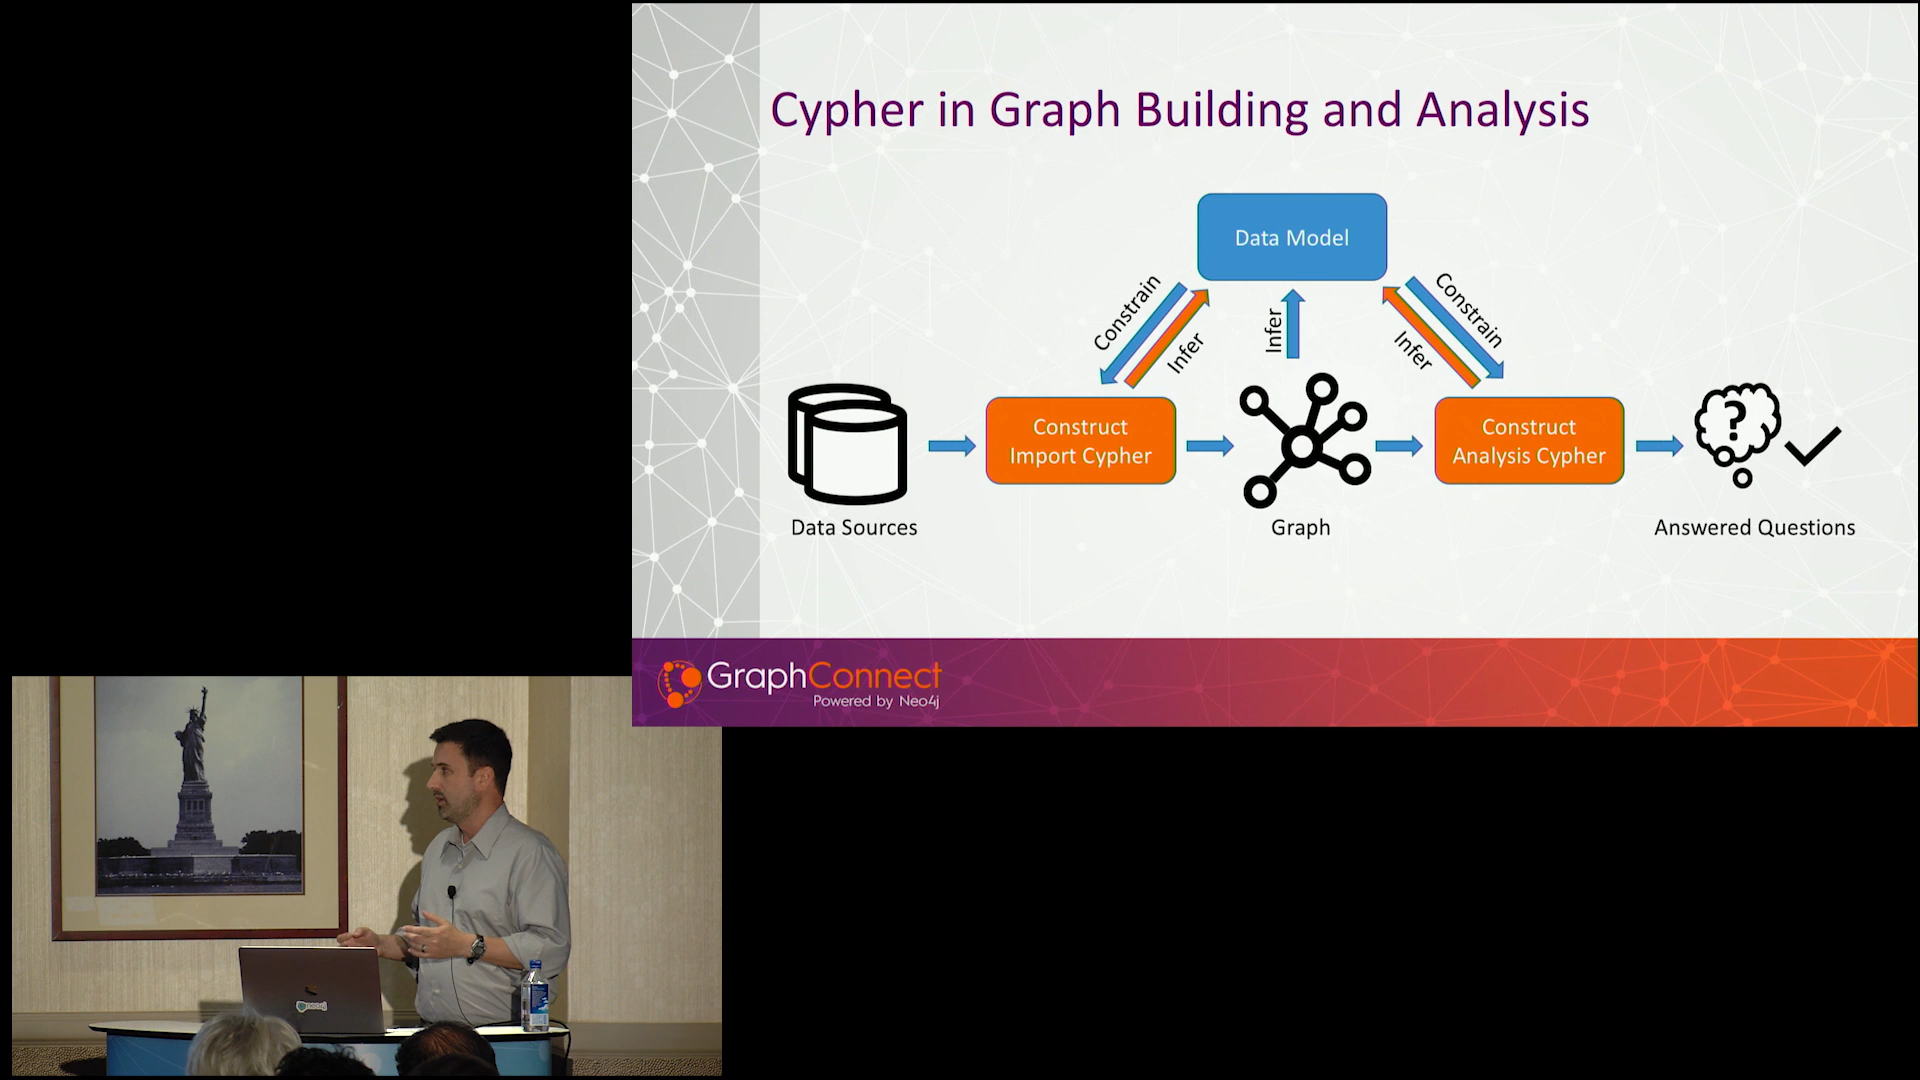 Cypher in Graph Building and Analysis
Data Model
Constrain
Infer
Infer
Infer
Constrain
Construct
Import Cypher
Construct
Analysis Cypher
?
Data Sources
Graph
Answered Questions
GraphConnect
Powered by Neo4j
neo4j